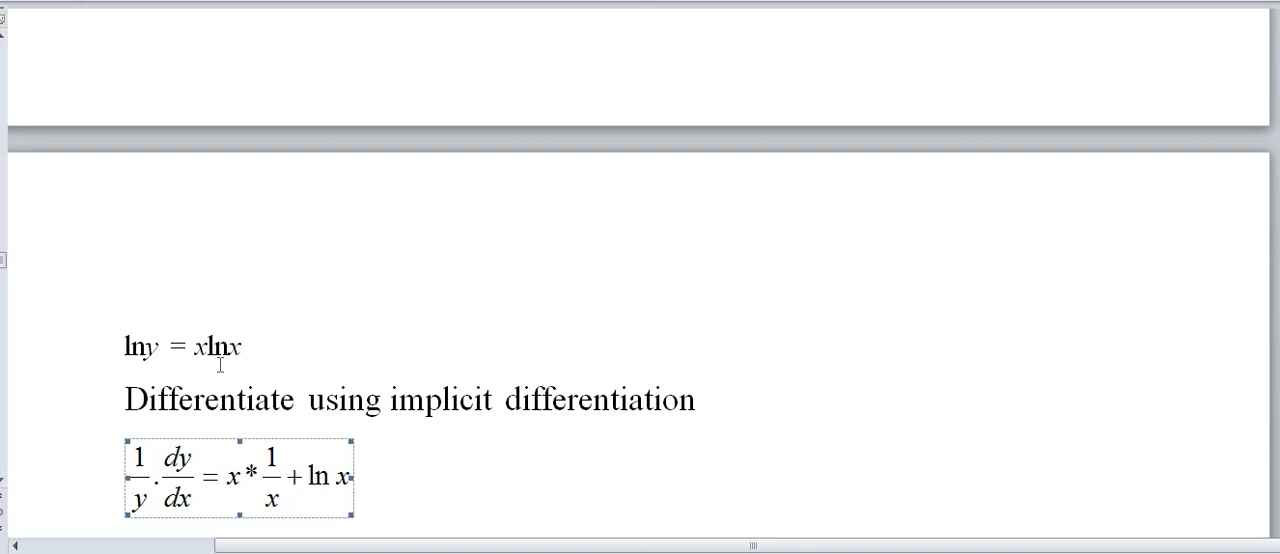 lny = xlnx
Differentiate using implicit differentiation
1/y . dy/dx = x * 1/x + ln x